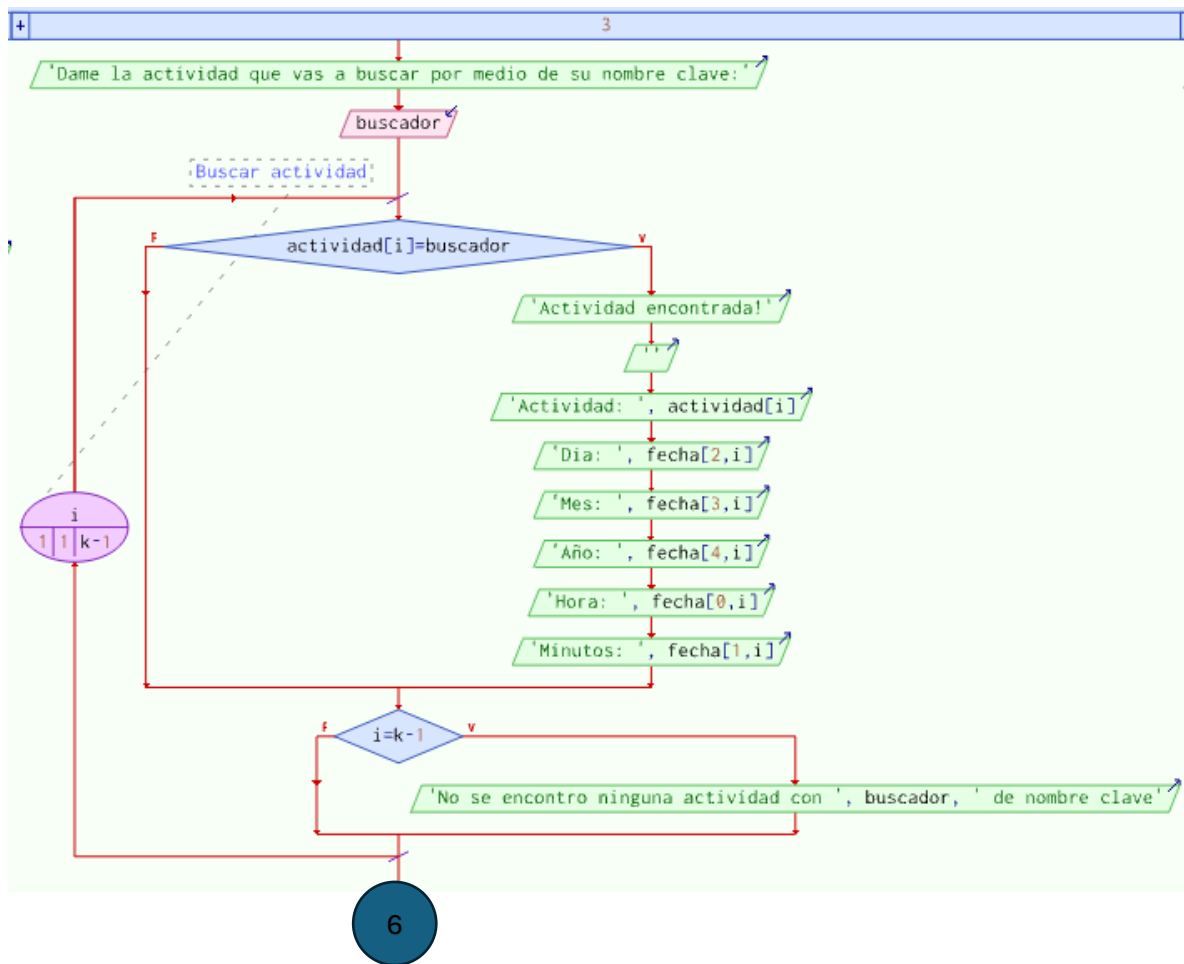 +
3
'Dame la actividad que vas a buscar por medio de su nombre clave:'
buscador
Buscar actividad
F
V
actividad[i]=buscador
'Actividad encontrada!'
''
'Actividad: ', actividad[i]
'Dia: ', fecha[2,i]
'Mes: ', fecha[3,i]
i
1 1 k-1
'Año: ', fecha[4,i]
'Hora: ', fecha[0,i]
'Minutos: ', fecha[1,i]
F
V
i=k-1
'No se encontro ninguna actividad con ', buscador, ' de nombre clave'
6